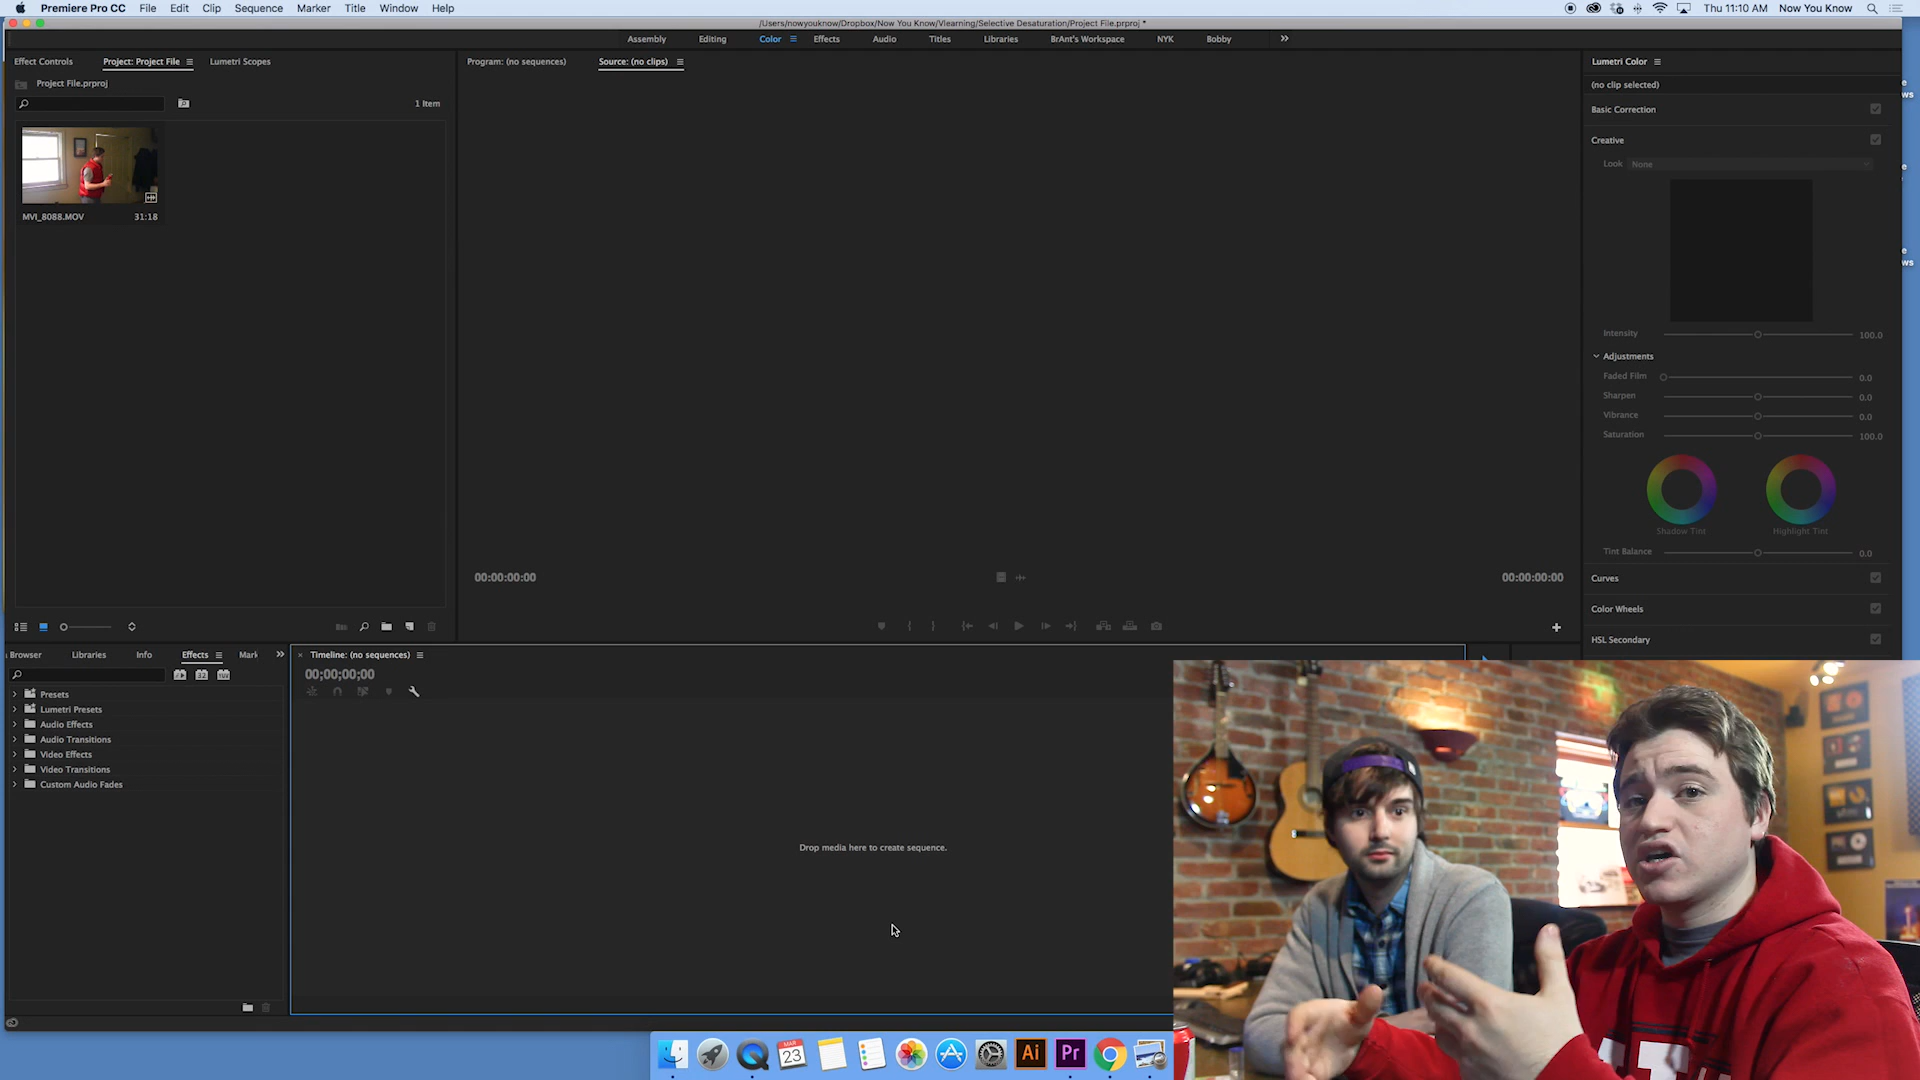 Premiere Pro CC File Edit Clip Sequence Marker Title Window Help
Thu 11:10 AM Now You Know
/Users/nowyouknow/Dropbox/Now You Know/Vlearning/Selective Desaturation/Project File.prproj *
Assembly Editing Color Effects Audio Titles Libraries BrAnt's Workspace NYK Bobby
Effect Controls Project: Project File Lumetri Scopes
Program: (no sequences) Source: (no clips)
Lumetri Color
Project File.prproj
(no clip selected)
1 Item
Basic Correction
Creative
Look None
MVI_8088.MOV 31:18
Intensity 100.0
Adjustments
Faded Film 0.0
Sharpen 0.0
Vibrance 0.0
Saturation 100.0
Shadow Tint Highlight Tint
Tint Balance 0.0
00:00:00:00 00:00:00:00
Curves
Color Wheels
HSL Secondary
Browser Libraries Info Effects Mark
Timeline: (no sequences)
00;00;00;00
Presets
Lumetri Presets
Audio Effects
Audio Transitions
Video Effects
Video Transitions
Custom Audio Fades
Drop media here to create sequence.
MAR
23
Ai
Pr